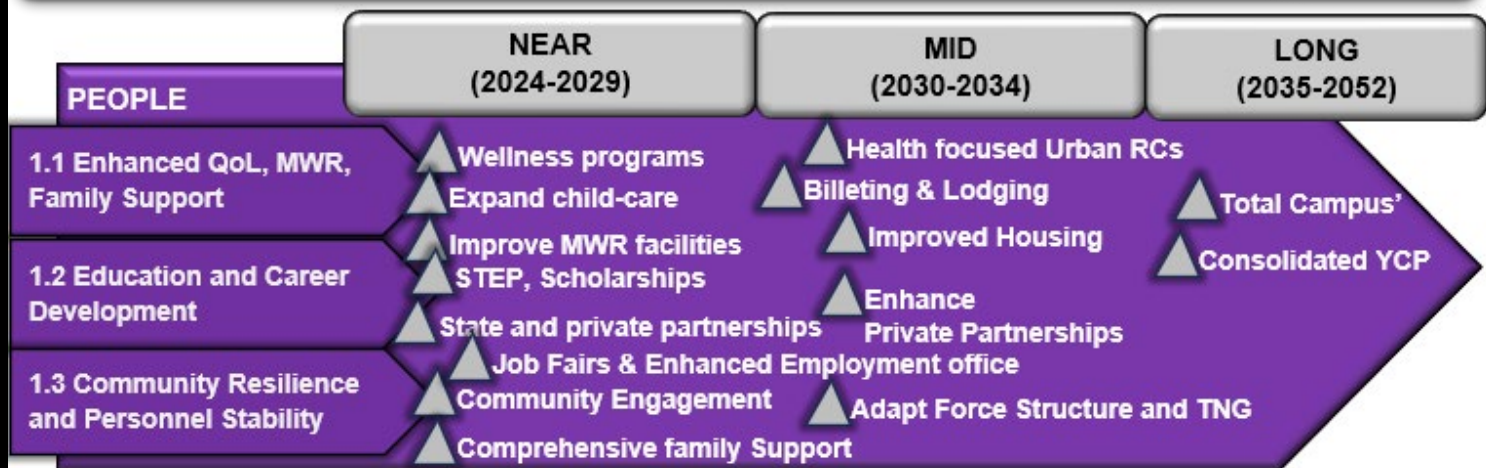 NEAR
(2024-2029)
MID
(2030-2034)
LONG
(2035-2052)
PEOPLE
1.1 Enhanced QoL, MWR,
Family Support
Wellness programs
Expand child-care
Improve MWR facilities
Health focused Urban RCs
Billeting & Lodging
Improved Housing
Total Campus’
Consolidated YCP
1.2 Education and Career
Development
STEP, Scholarships
State and private partnerships
Enhance
Private Partnerships
Job Fairs & Enhanced Employment office
1.3 Community Resilience
and Personnel Stability
Community Engagement
Comprehensive family Support
Adapt Force Structure and TNG